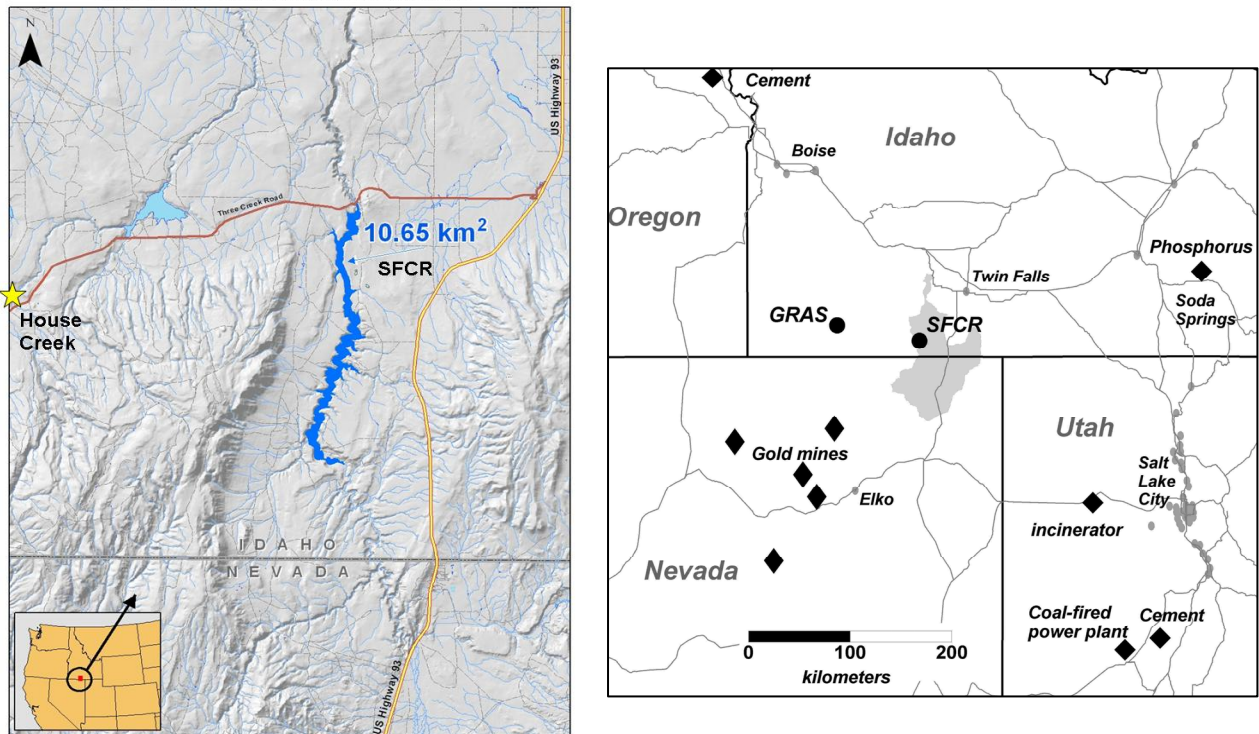 N
US Highway 93
Three Creek Road
10.65 km²
SFCR
House
Creek
IDAHO
NEVADA
US Highway 93
Cement
Idaho
Boise
Oregon
Phosphorus
Twin Falls
Soda
Springs
GRAS
SFCR
Utah
Gold mines
Salt
Lake
City
Elko
incinerator
Nevada
Coal-fired
power plant
Cement
0 100 200
kilometers